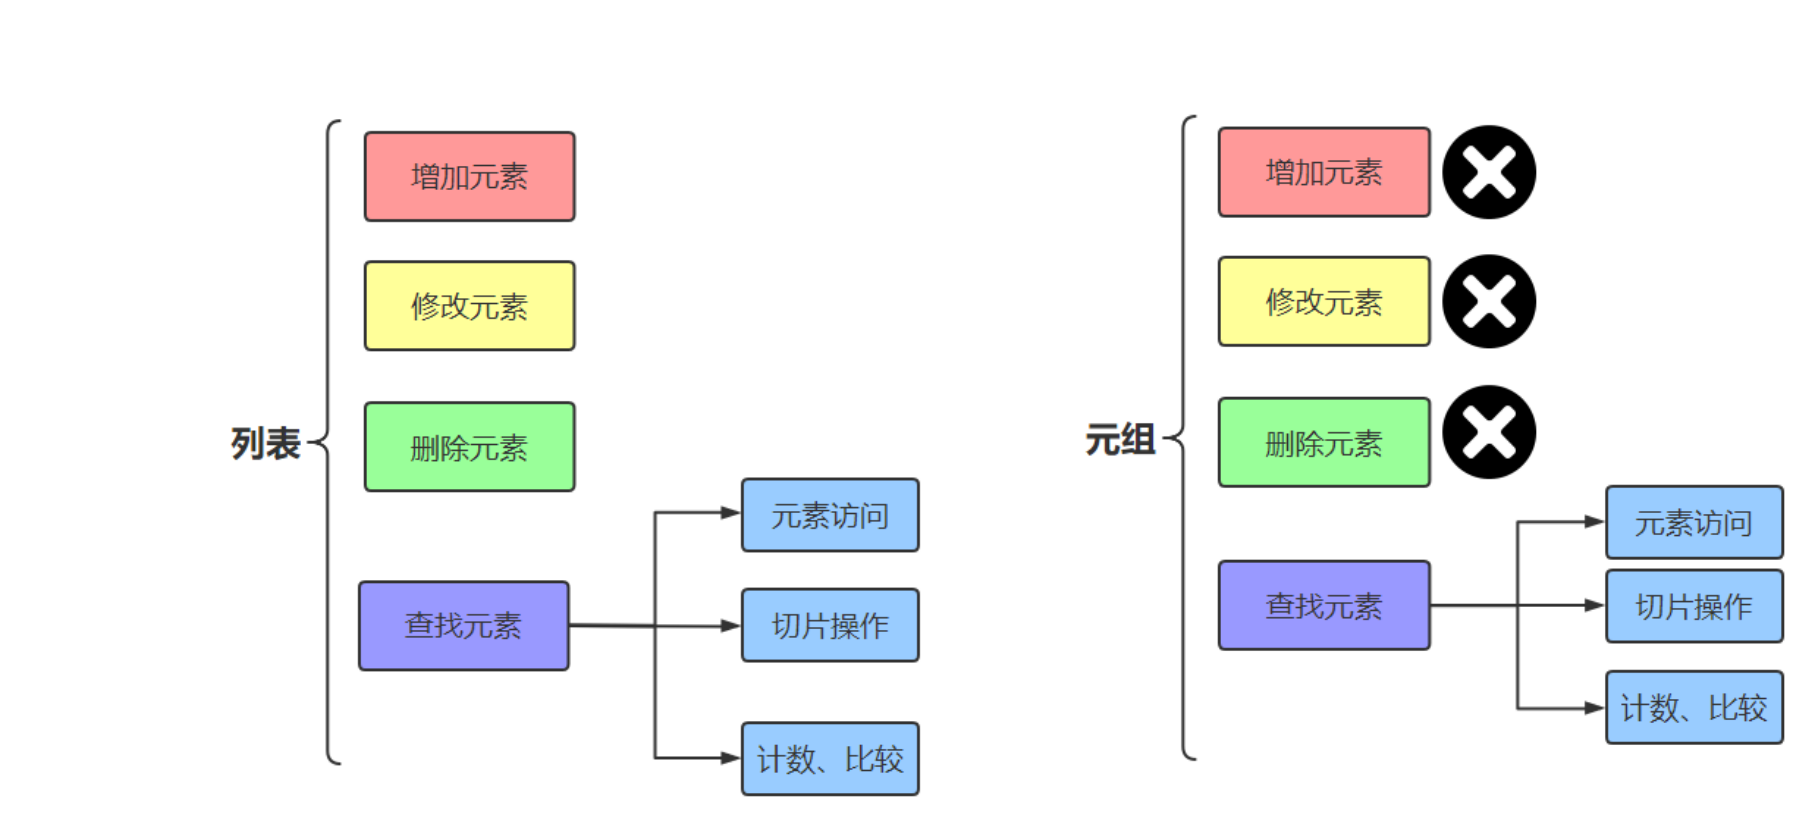 列表
增加元素
修改元素
删除元素
查找元素
元素访问
切片操作
计数、比较
元组
增加元素
修改元素
删除元素
查找元素
元素访问
切片操作
计数、比较